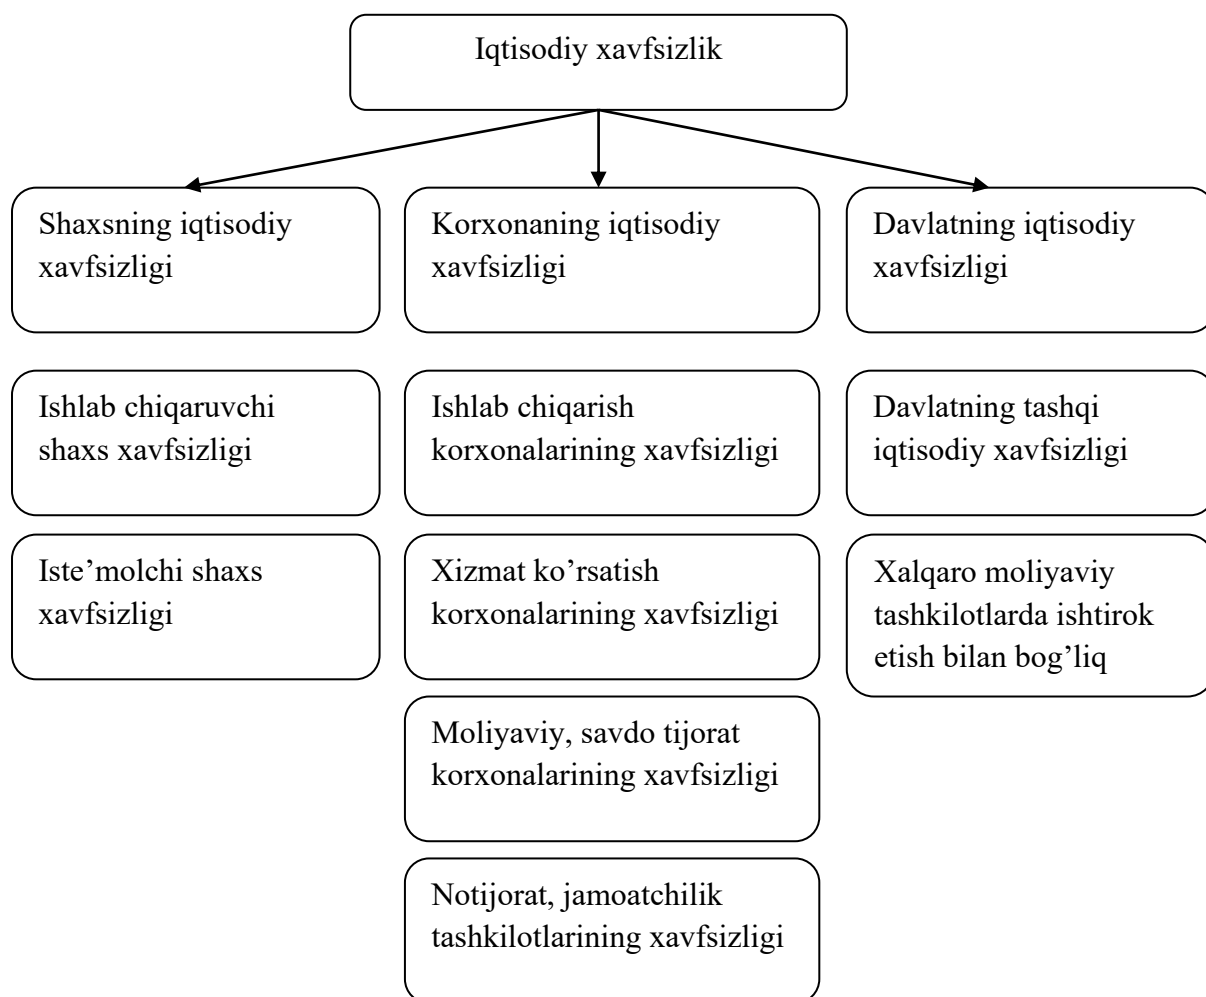 Iqtisodiy xavfsizlik
Shaxsning iqtisodiy
xavfsizligi
Korxonaning iqtisodiy
xavfsizligi
Davlatning iqtisodiy
xavfsizligi
Ishlab chiqaruvchi
shaxs xavfsizligi
Ishlab chiqarish
korxonalarining xavfsizligi
Davlatning tashqi
iqtisodiy xavfsizligi
Iste’molchi shaxs
xavfsizligi
Xizmat ko’rsatish
korxonalarining xavfsizligi
Xalqaro moliyaviy
tashkilotlarda ishtirok
etish bilan bog’liq
Moliyaviy, savdo tijorat
korxonalarining xavfsizligi
Notijorat, jamoatchilik
tashkilotlarining xavfsizligi